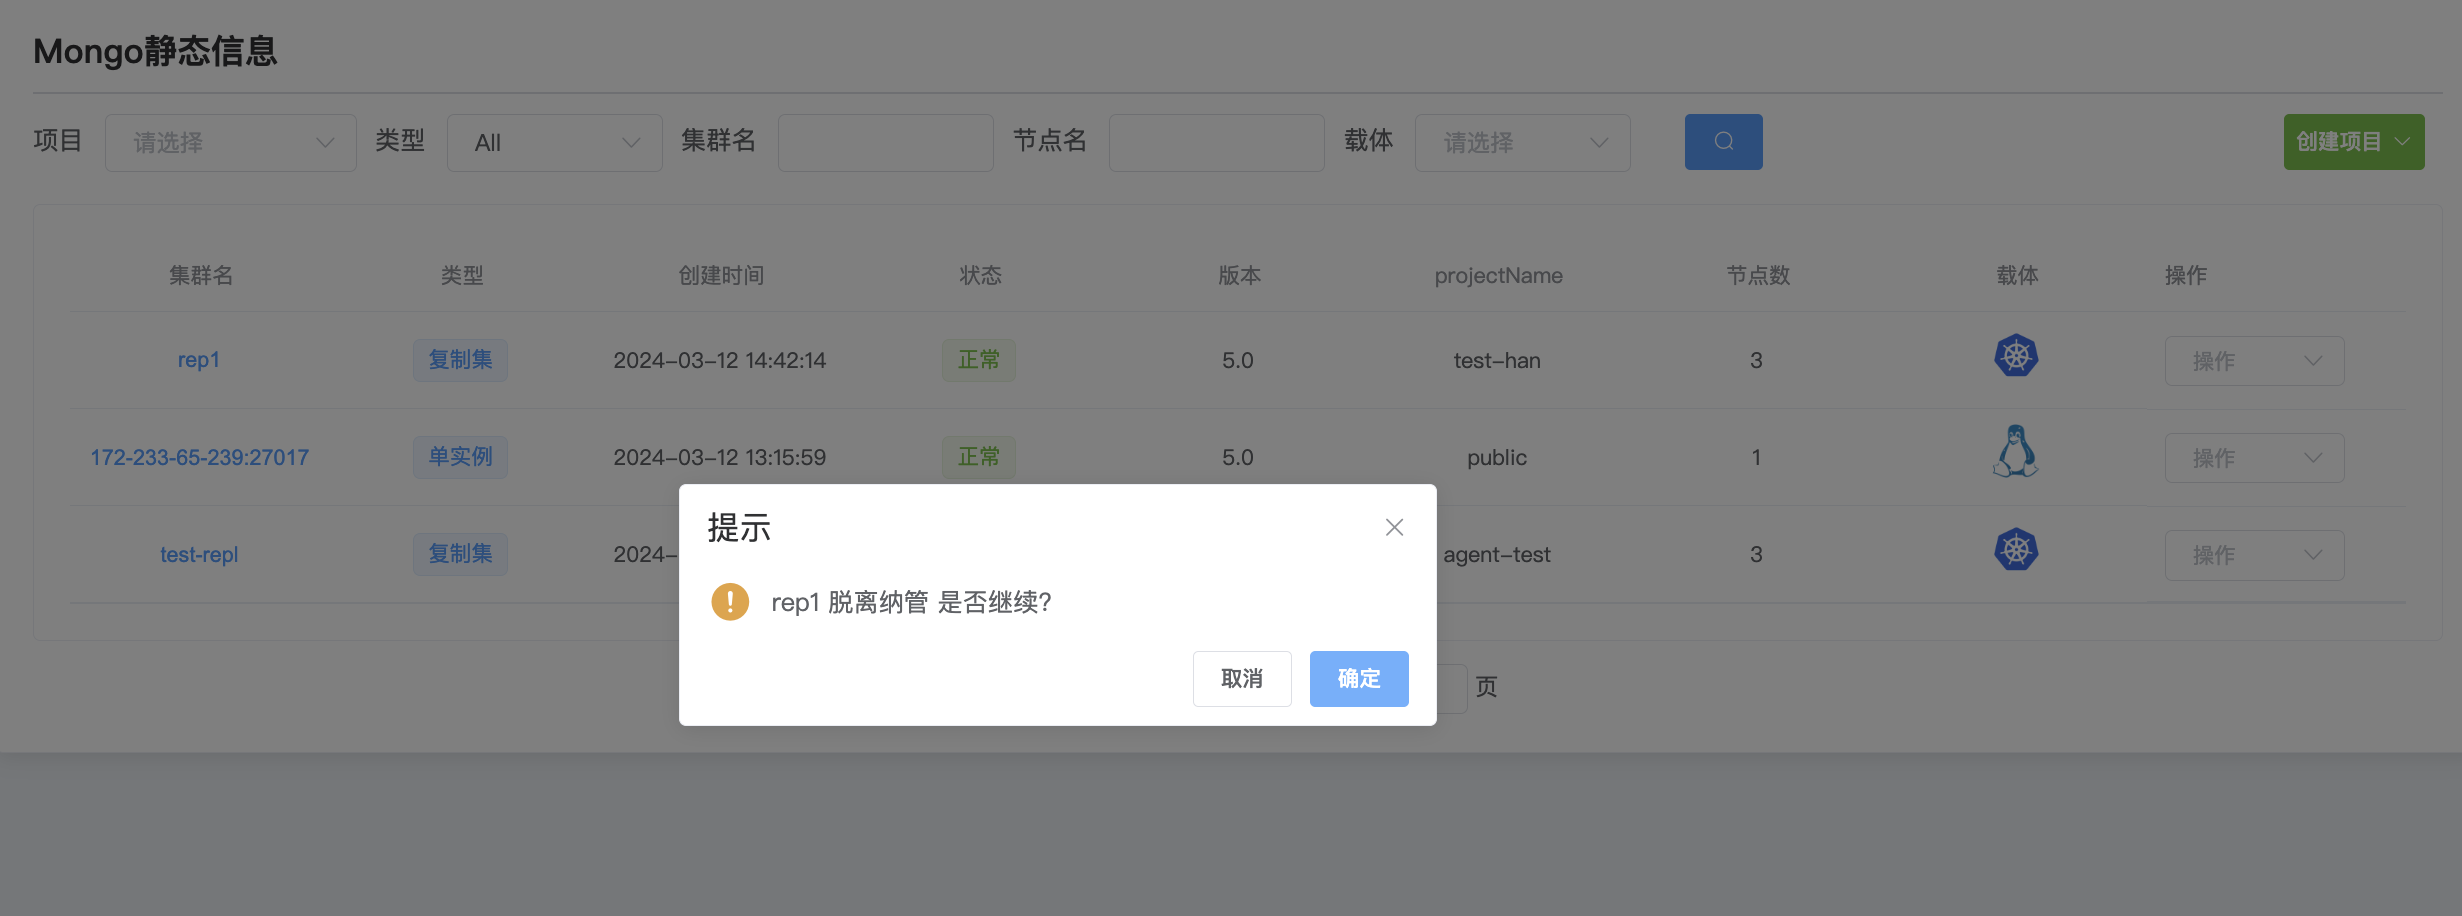 Mongo静态信息
项目 请选择 类型 All 集群名 节点名 载体 请选择 创建项目
集群名 类型 创建时间 状态 版本 projectName 节点数 载体 操作
rep1 复制集 2024-03-12 14:42:14 正常 5.0 test-han 3 操作
172-233-65-239:27017 单实例 2024-03-12 13:15:59 正常 5.0 public 1 操作
test-repl 复制集 2024- agent-test 3 操作
提示
rep1 脱离纳管 是否继续?
取消 确定
页